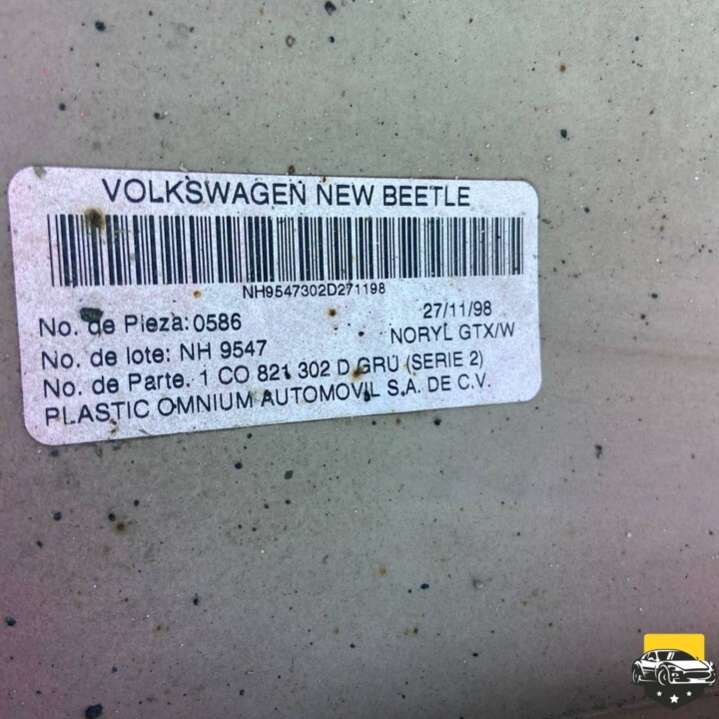 VOLKSWAGEN NEW BEETLE
NH9547302D271198
No. de Pieza: 0586
27/11/98
No. de lote: NH 9547
NORYL GTX/W
No. de Parte. 1 CO 821 302 D GRU (SERIE 2)
PLASTIC OMNIUM AUTOMOVIL S.A. DE C.V.